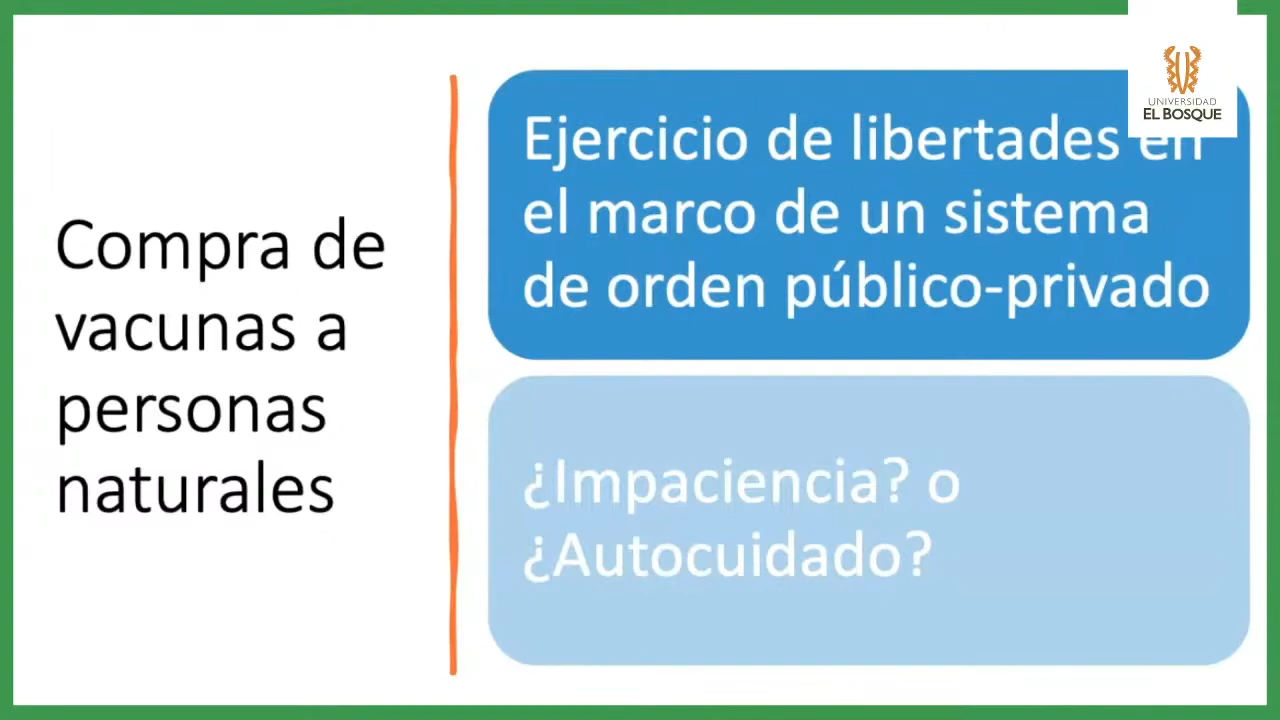 Compra de
vacunas a
personas
naturales
Ejercicio de libertades en
el marco de un sistema
de orden público-privado
¿Impaciencia? o
¿Autocuidado?
UNIVERSIDAD
EL BOSQUE